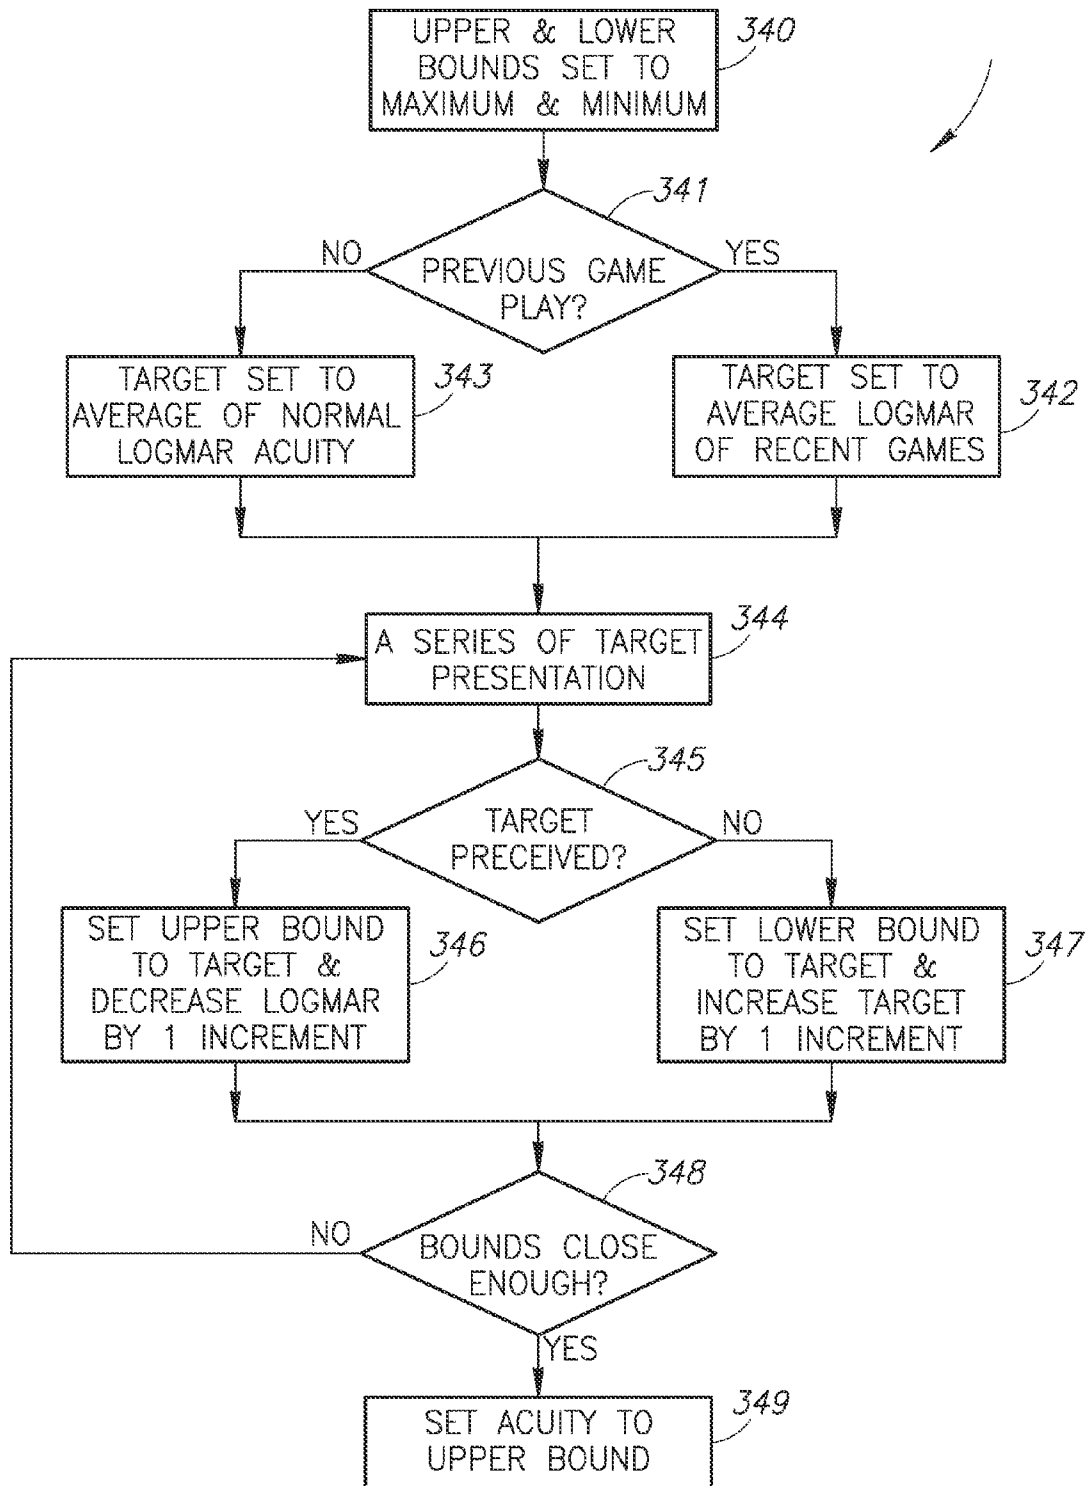 UPPER & LOWER
BOUNDS SET TO
MAXIMUM & MINIMUM
340
341
NO
YES
PREVIOUS GAME
PLAY?
TARGET SET TO
AVERAGE OF NORMAL
LOGMAR ACUITY
343
TARGET SET TO
AVERAGE LOGMAR
OF RECENT GAMES
342
A SERIES OF TARGET
PRESENTATION
344
345
YES
NO
TARGET
PRECEIVED?
SET UPPER BOUND
TO TARGET &
DECREASE LOGMAR
BY 1 INCREMENT
346
SET LOWER BOUND
TO TARGET &
INCREASE TARGET
BY 1 INCREMENT
347
348
NO
BOUNDS CLOSE
ENOUGH?
YES
SET ACUITY TO
UPPER BOUND
349